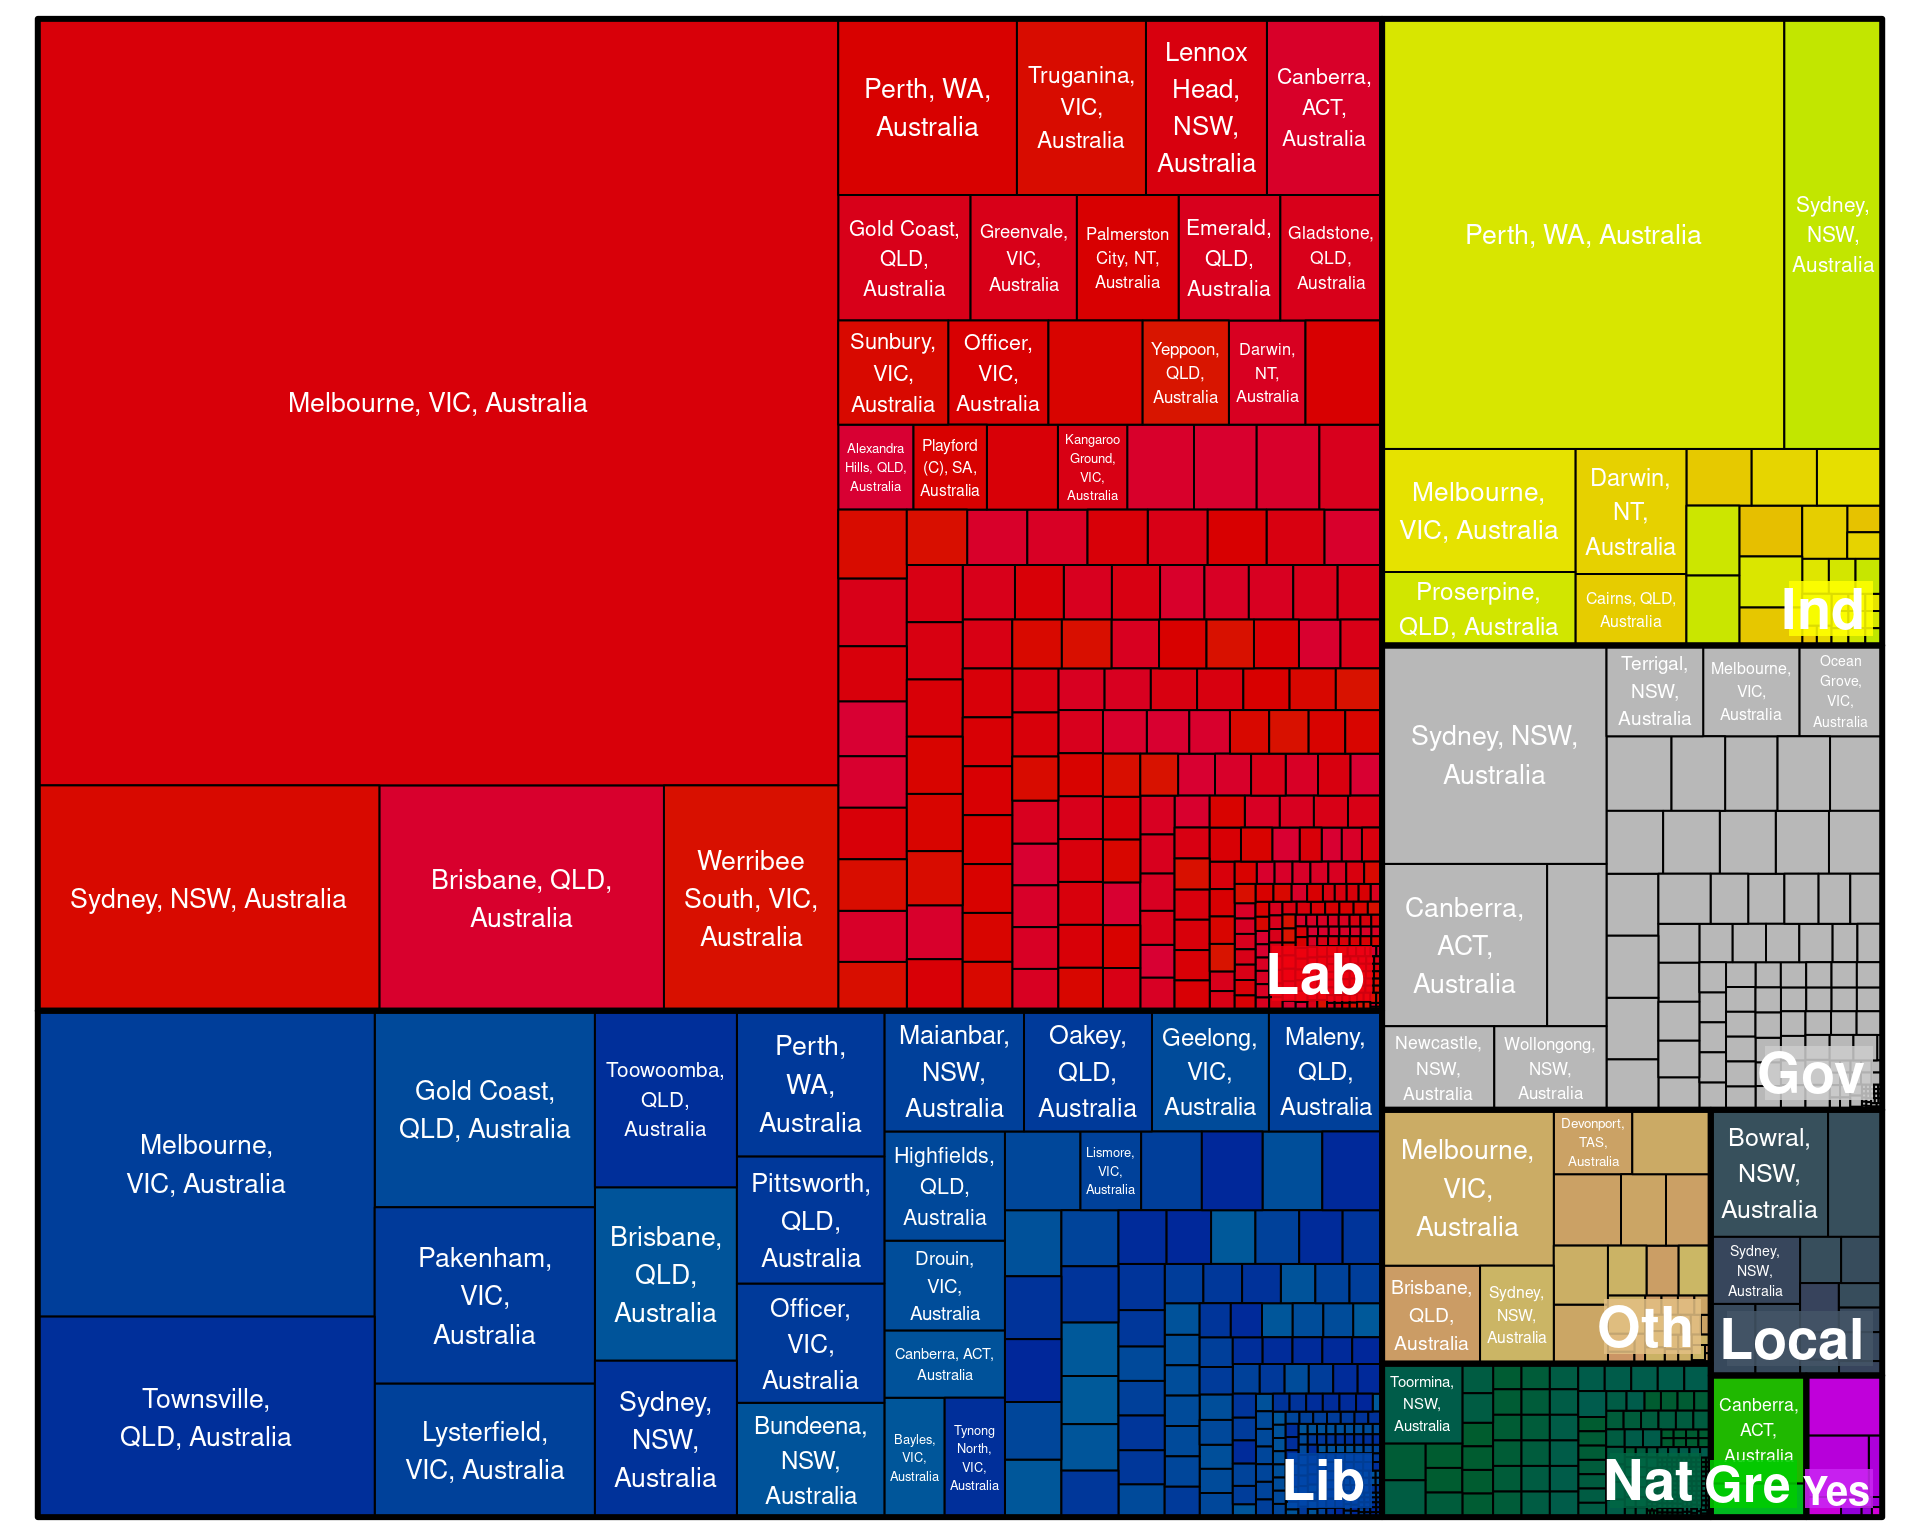 Melbourne, VIC, Australia
Sydney, NSW, Australia
Brisbane, QLD,
Australia
Werribee
South, VIC,
Australia
Perth, WA,
Australia
Truganina,
VIC,
Australia
Lennox
Head,
NSW,
Australia
Canberra,
ACT,
Australia
Gold Coast,
QLD,
Australia
Greenvale,
VIC,
Australia
Palmerston
City, NT,
Australia
Emerald,
QLD,
Australia
Gladstone,
QLD,
Australia
Sunbury,
VIC,
Australia
Officer,
VIC,
Australia
Yeppoon,
QLD,
Australia
Darwin,
NT,
Australia
Alexandra
Hills, QLD,
Australia
Playford
(C), SA,
Australia
Kangaroo
Ground,
VIC,
Australia
Lab
Perth, WA, Australia
Sydney,
NSW,
Australia
Melbourne,
VIC, Australia
Darwin,
NT,
Australia
Proserpine,
QLD, Australia
Cairns, QLD,
Australia
Ind
Sydney, NSW,
Australia
Terrigal,
NSW,
Australia
Melbourne,
VIC,
Australia
Ocean
Grove,
VIC,
Australia
Canberra,
ACT,
Australia
Newcastle,
NSW,
Australia
Wollongong,
NSW,
Australia
Gov
Melbourne,
VIC, Australia
Townsville,
QLD, Australia
Gold Coast,
QLD, Australia
Pakenham,
VIC,
Australia
Lysterfield,
VIC, Australia
Toowoomba,
QLD,
Australia
Brisbane,
QLD,
Australia
Sydney,
NSW,
Australia
Perth,
WA,
Australia
Pittsworth,
QLD,
Australia
Officer,
VIC,
Australia
Bundeena,
NSW,
Australia
Maianbar,
NSW,
Australia
Oakey,
QLD,
Australia
Geelong,
VIC,
Australia
Maleny,
QLD,
Australia
Highfields,
QLD,
Australia
Lismore,
VIC,
Australia
Drouin,
VIC,
Australia
Canberra, ACT,
Australia
Bayles,
VIC,
Australia
Tynong
North,
VIC,
Australia
Lib
Melbourne,
VIC,
Australia
Devonport,
TAS,
Australia
Brisbane,
QLD,
Australia
Sydney,
NSW,
Australia
Oth
Bowral,
NSW,
Australia
Sydney,
NSW,
Australia
Local
Toormina,
NSW,
Australia
Nat
Canberra,
ACT,
Australia
Gre
Yes